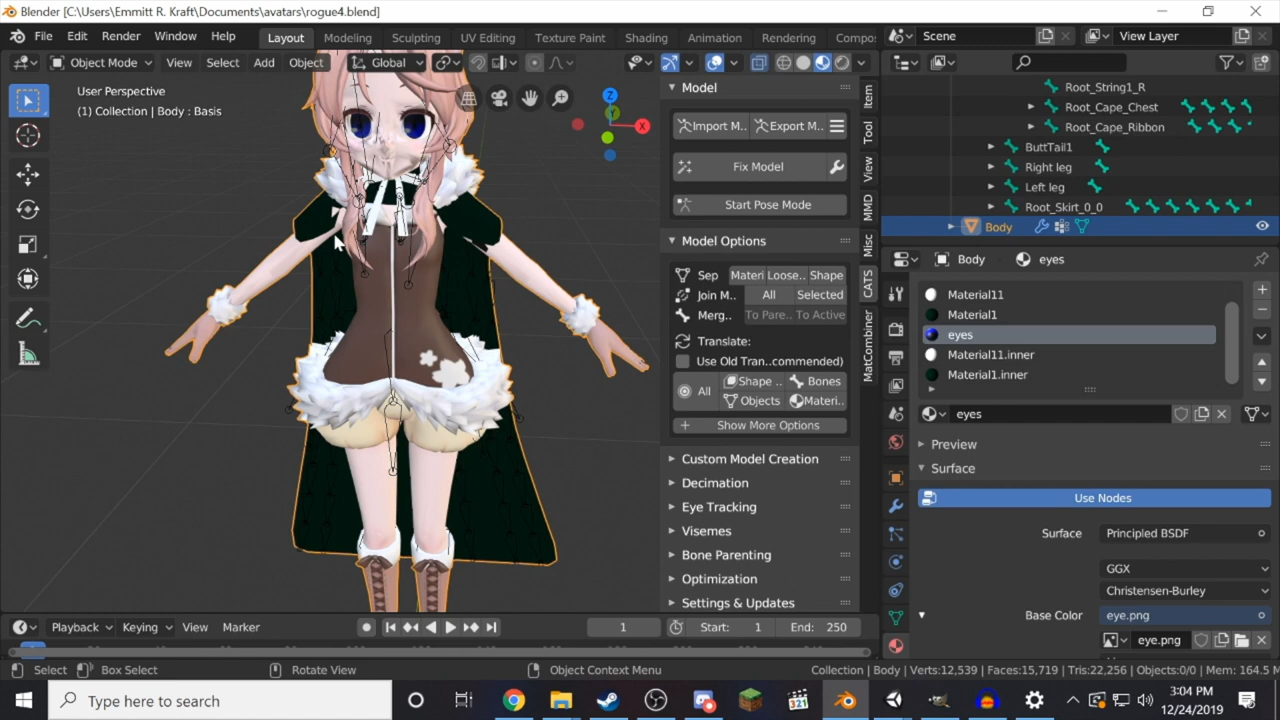 Blender [C:\Users\Emmitt R. Kraft\Documents\avatars\rogue4.blend]
File Edit Render Window Help Layout Modeling Sculpting UV Editing Texture Paint Shading Animation Rendering Compos Scene View Layer
Object Mode View Select Add Object Global
User Perspective
(1) Collection | Body : Basis
X
Y
Z
Model
Import M.. Export M..
Fix Model
Start Pose Mode
Model Options
Sep Materi Loose.. Shape
Join M.. All Selected
Merg.. To Pare.. To Active
Translate:
Use Old Tran..commended)
All Shape .. Bones
Objects Materi..
Show More Options
Custom Model Creation
Decimation
Eye Tracking
Visemes
Bone Parenting
Optimization
Settings & Updates
Item
Tool
View
MMD
Misc
CATS
MatCombiner
Root_String1_R
Root_Cape_Chest
Root_Cape_Ribbon
ButtTail1
Right leg
Left leg
Root_Skirt_0_0
Body
Body eyes
Material11
Material1
eyes
Material11.inner
Material1.inner
eyes
Preview
Surface
Use Nodes
Surface Principled BSDF
GGX
Christensen-Burley
Base Color eye.png
eye.png
Playback Keying View Marker 1 Start: 1 End: 250
Select Box Select Rotate View Object Context Menu Collection | Body | Verts:12,539 | Faces:15,719 | Tris:22,256 | Objects:0/0 | Mem: 164.5 M
Type here to search
321
3:04 PM
12/24/2019